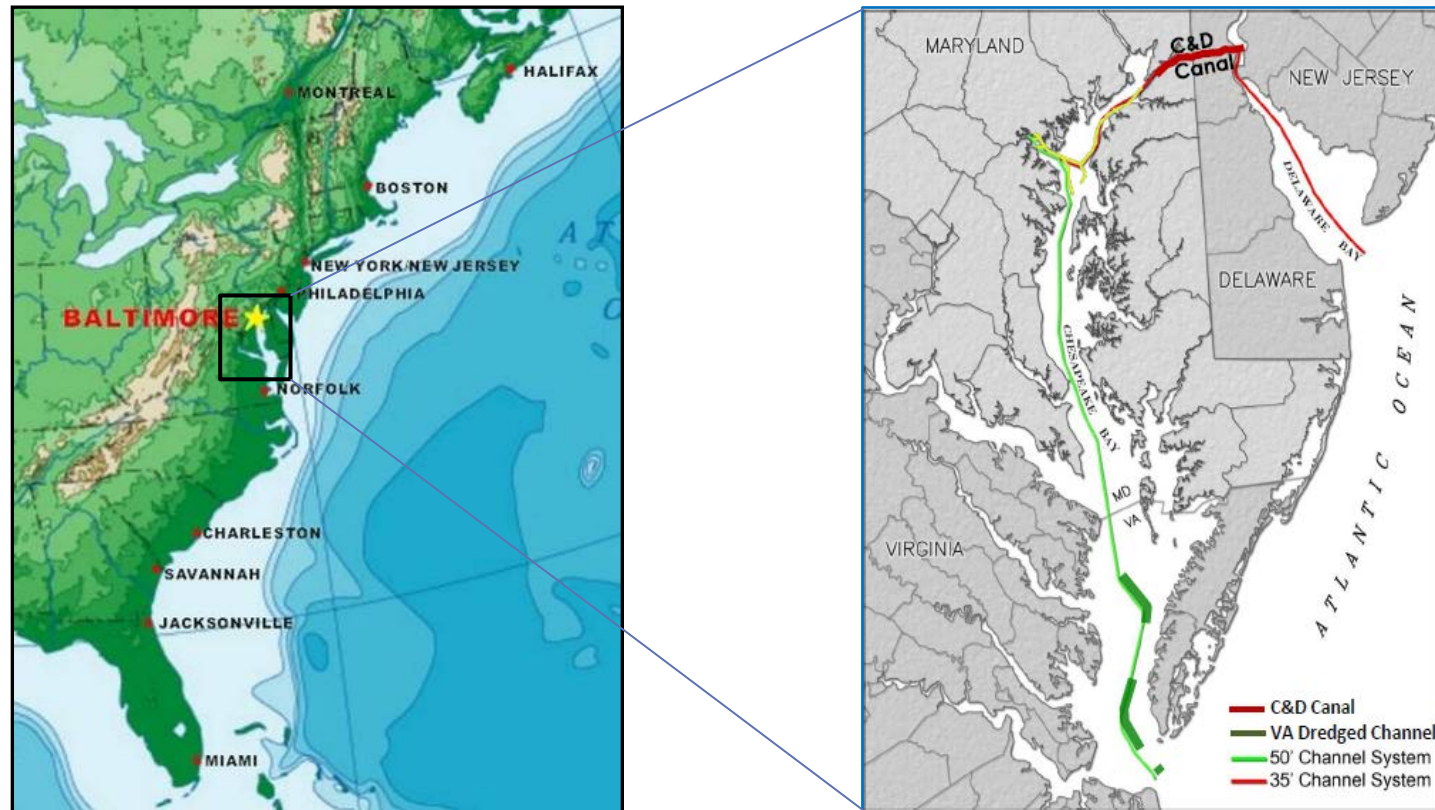 HALIFAX
MONTREAL
BOSTON
NEW YORK/NEW JERSEY
PHILADELPHIA
BALTIMORE
NORFOLK
CHARLESTON
SAVANNAH
JACKSONVILLE
MIAMI
A T
O
MARYLAND
C&D
Canal
NEW JERSEY
DELAWARE BAY
DELAWARE
CHESAPEAKE BAY
MD
VA
VIRGINIA
ATLANTIC OCEAN
C&D Canal
VA Dredged Channel
50' Channel System
35' Channel System